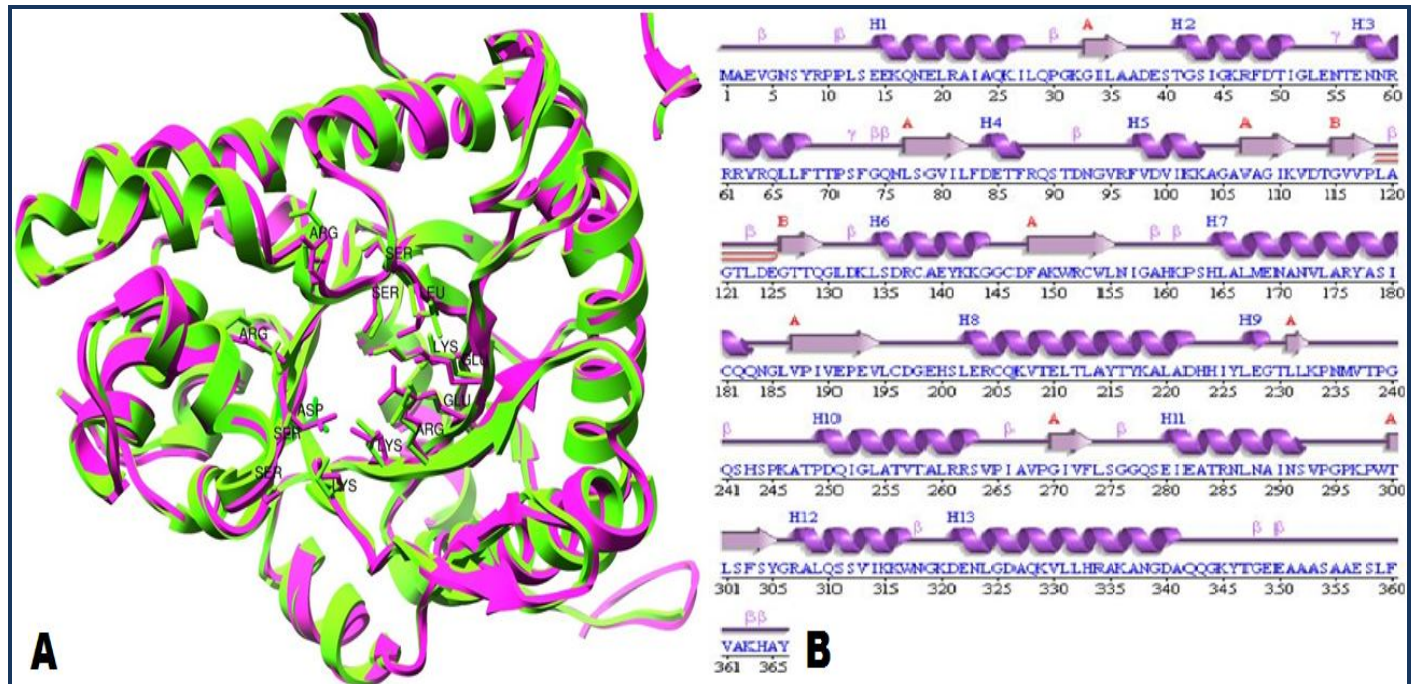 ARG
SER
SER
LEU
ARG
LYS
GLU
GLU
ASP
ARG
SER
LYS
SER
LYS
A
β β β H1 β A H2 γ H3
MAEVGNSYRPPLSEEKQNELRAIAQKILQPGKGILAADESTGSIGKRFDTIGLENTENNR
1 5 10 15 20 25 30 35 40 45 50 55 60
γ β β A H4 β H5 A B β
RRYRQLLFTTPSFGQNLSGVILFDETFRQSTDNGVRFVDVIKKAGAVAGIKVDTGVVPLA
61 65 70 75 80 85 90 95 100 105 110 115 120
β B β H6 A β β H7
GTLDEGTTQGLDKLSDRCAEYKKGGCDFAKWRCVLNIGAHKPSHLALMENANVLARYASI
121 125 130 135 140 145 150 155 160 165 170 175 180
A H8 H9 A
CQQNGLVPIVEPEVLCDGEHSLERCQKVTELTLAYTYKALADHHIYLEGTLLKPNMVTPG
181 185 190 195 200 205 210 215 220 225 230 235 240
β H10 β A β H11 A
QSHSPKATPDQIGLATVTALRRSVPIAVPGIVFLSGGQSEIEATRNLNAINSVPGPKPWT
241 245 250 255 260 265 270 275 280 285 290 295 300
H12 β H13 β β β
LSFSYGRALQSSVIKKWNGKDENLGDAQKVLLHRAKANGDAQQGKYTGEEAAASAAESLF
301 305 310 315 320 325 330 335 340 345 350 355 360
β β
VAKHAY
361 365
B